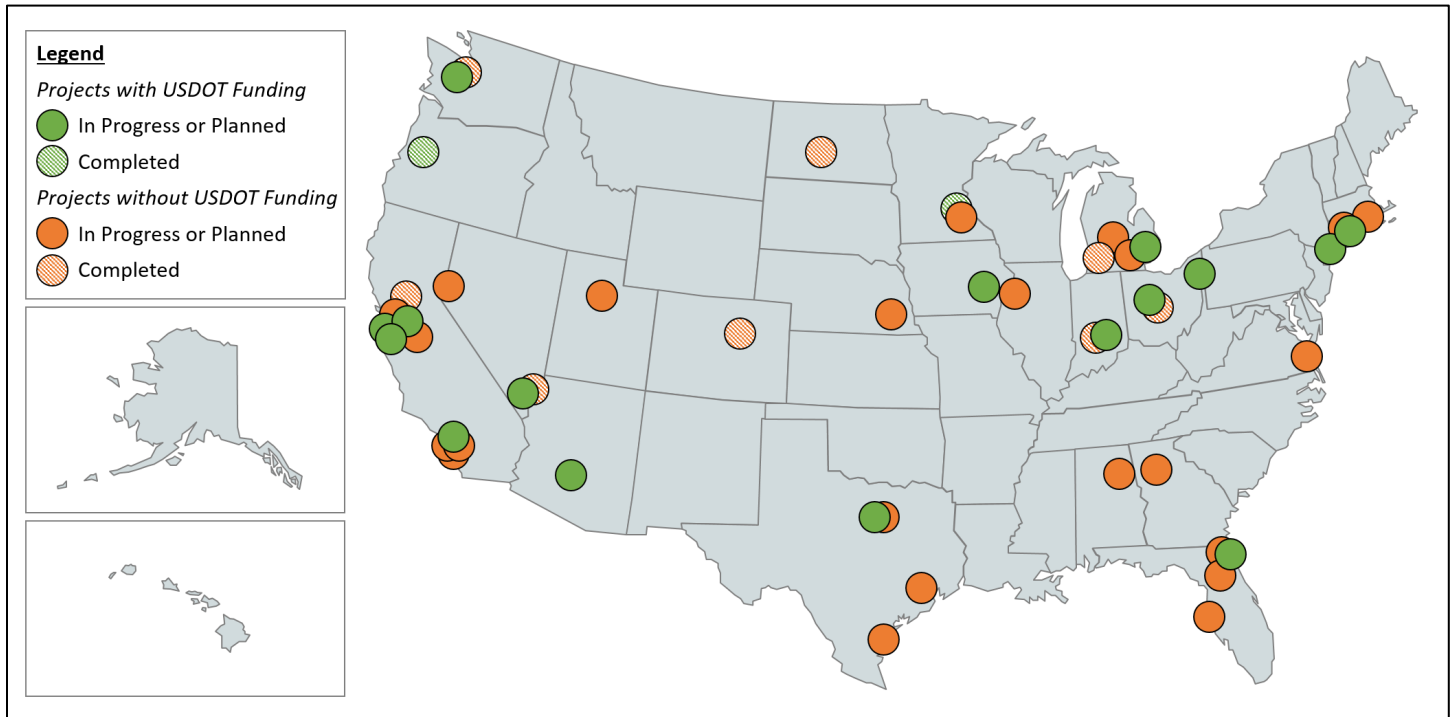 Legend
Projects with USDOT Funding
In Progress or Planned
Completed
Projects without USDOT Funding
In Progress or Planned
Completed